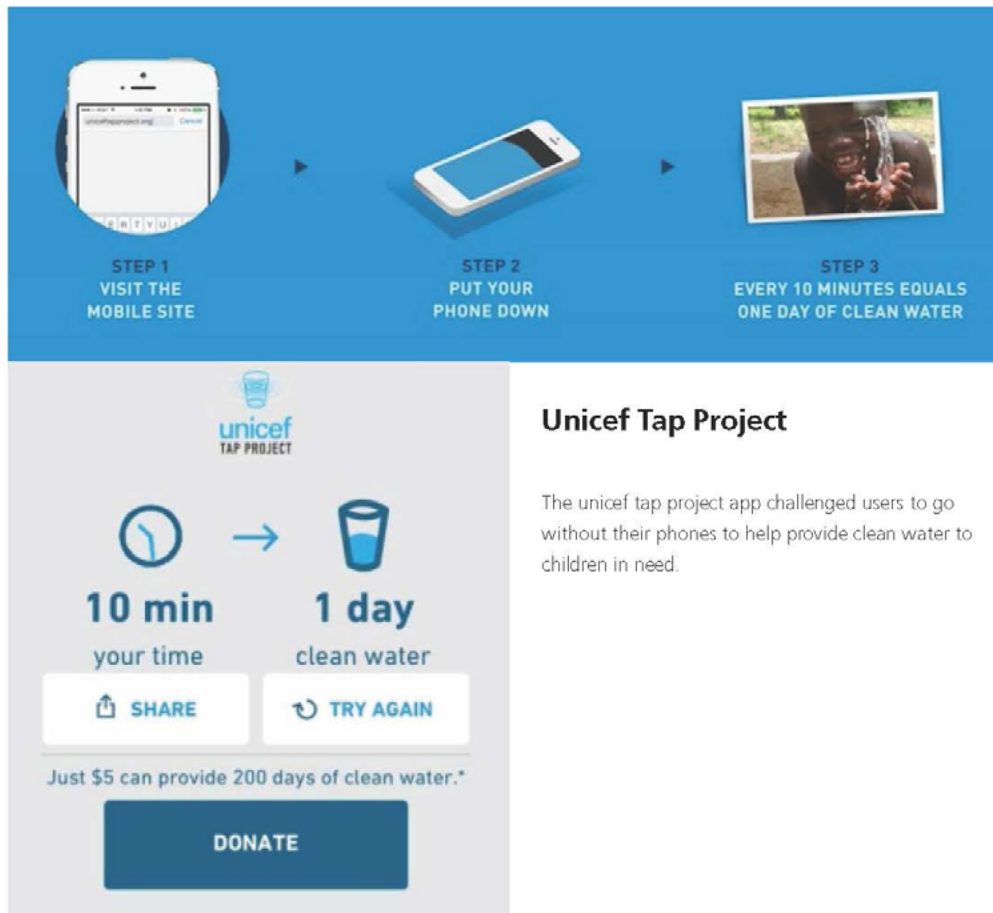 unicefftapproject.org Cancel
STEP 1
VISIT THE
MOBILE SITE
STEP 2
PUT YOUR
PHONE DOWN
STEP 3
EVERY 10 MINUTES EQUALS
ONE DAY OF CLEAN WATER
unicef
TAP PROJECT
10 min
your time
1 day
clean water
SHARE
TRY AGAIN
Just $5 can provide 200 days of clean water.*
DONATE
Unicef Tap Project
The unicef tap project app challenged users to go
without their phones to help provide clean water to
children in need.